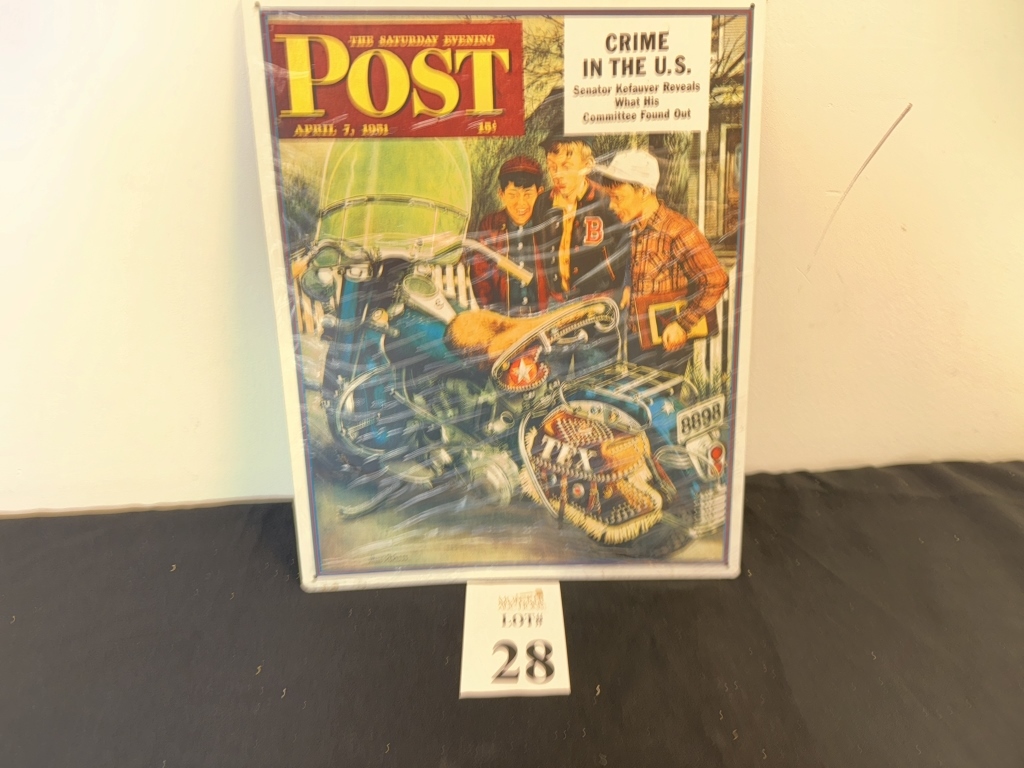 THE SATURDAY EVENING
POST
APRIL 7, 1951
15¢
CRIME
IN THE U.S.
Senator Kefauver Reveals
What His
Committee Found Out
B
8898
TEX
LOT#
28